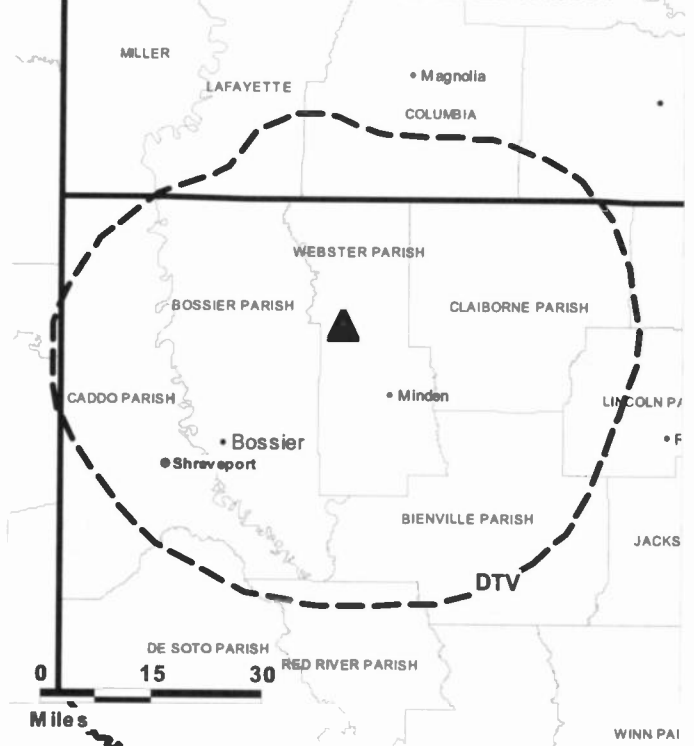 MILLER
Magnolia
LAFAYETTE
COLUMBIA
WEBSTER PARISH
BOSSIER PARISH
CLAIBORNE PARISH
Minden
CADDO PARISH
LINCOLN PA
Bossier
R
Shreveport
BIENVILLE PARISH
JACKS
DTV
DE SOTO PARISH
RED RIVER PARISH
0 15 30
Miles
WINN PAI